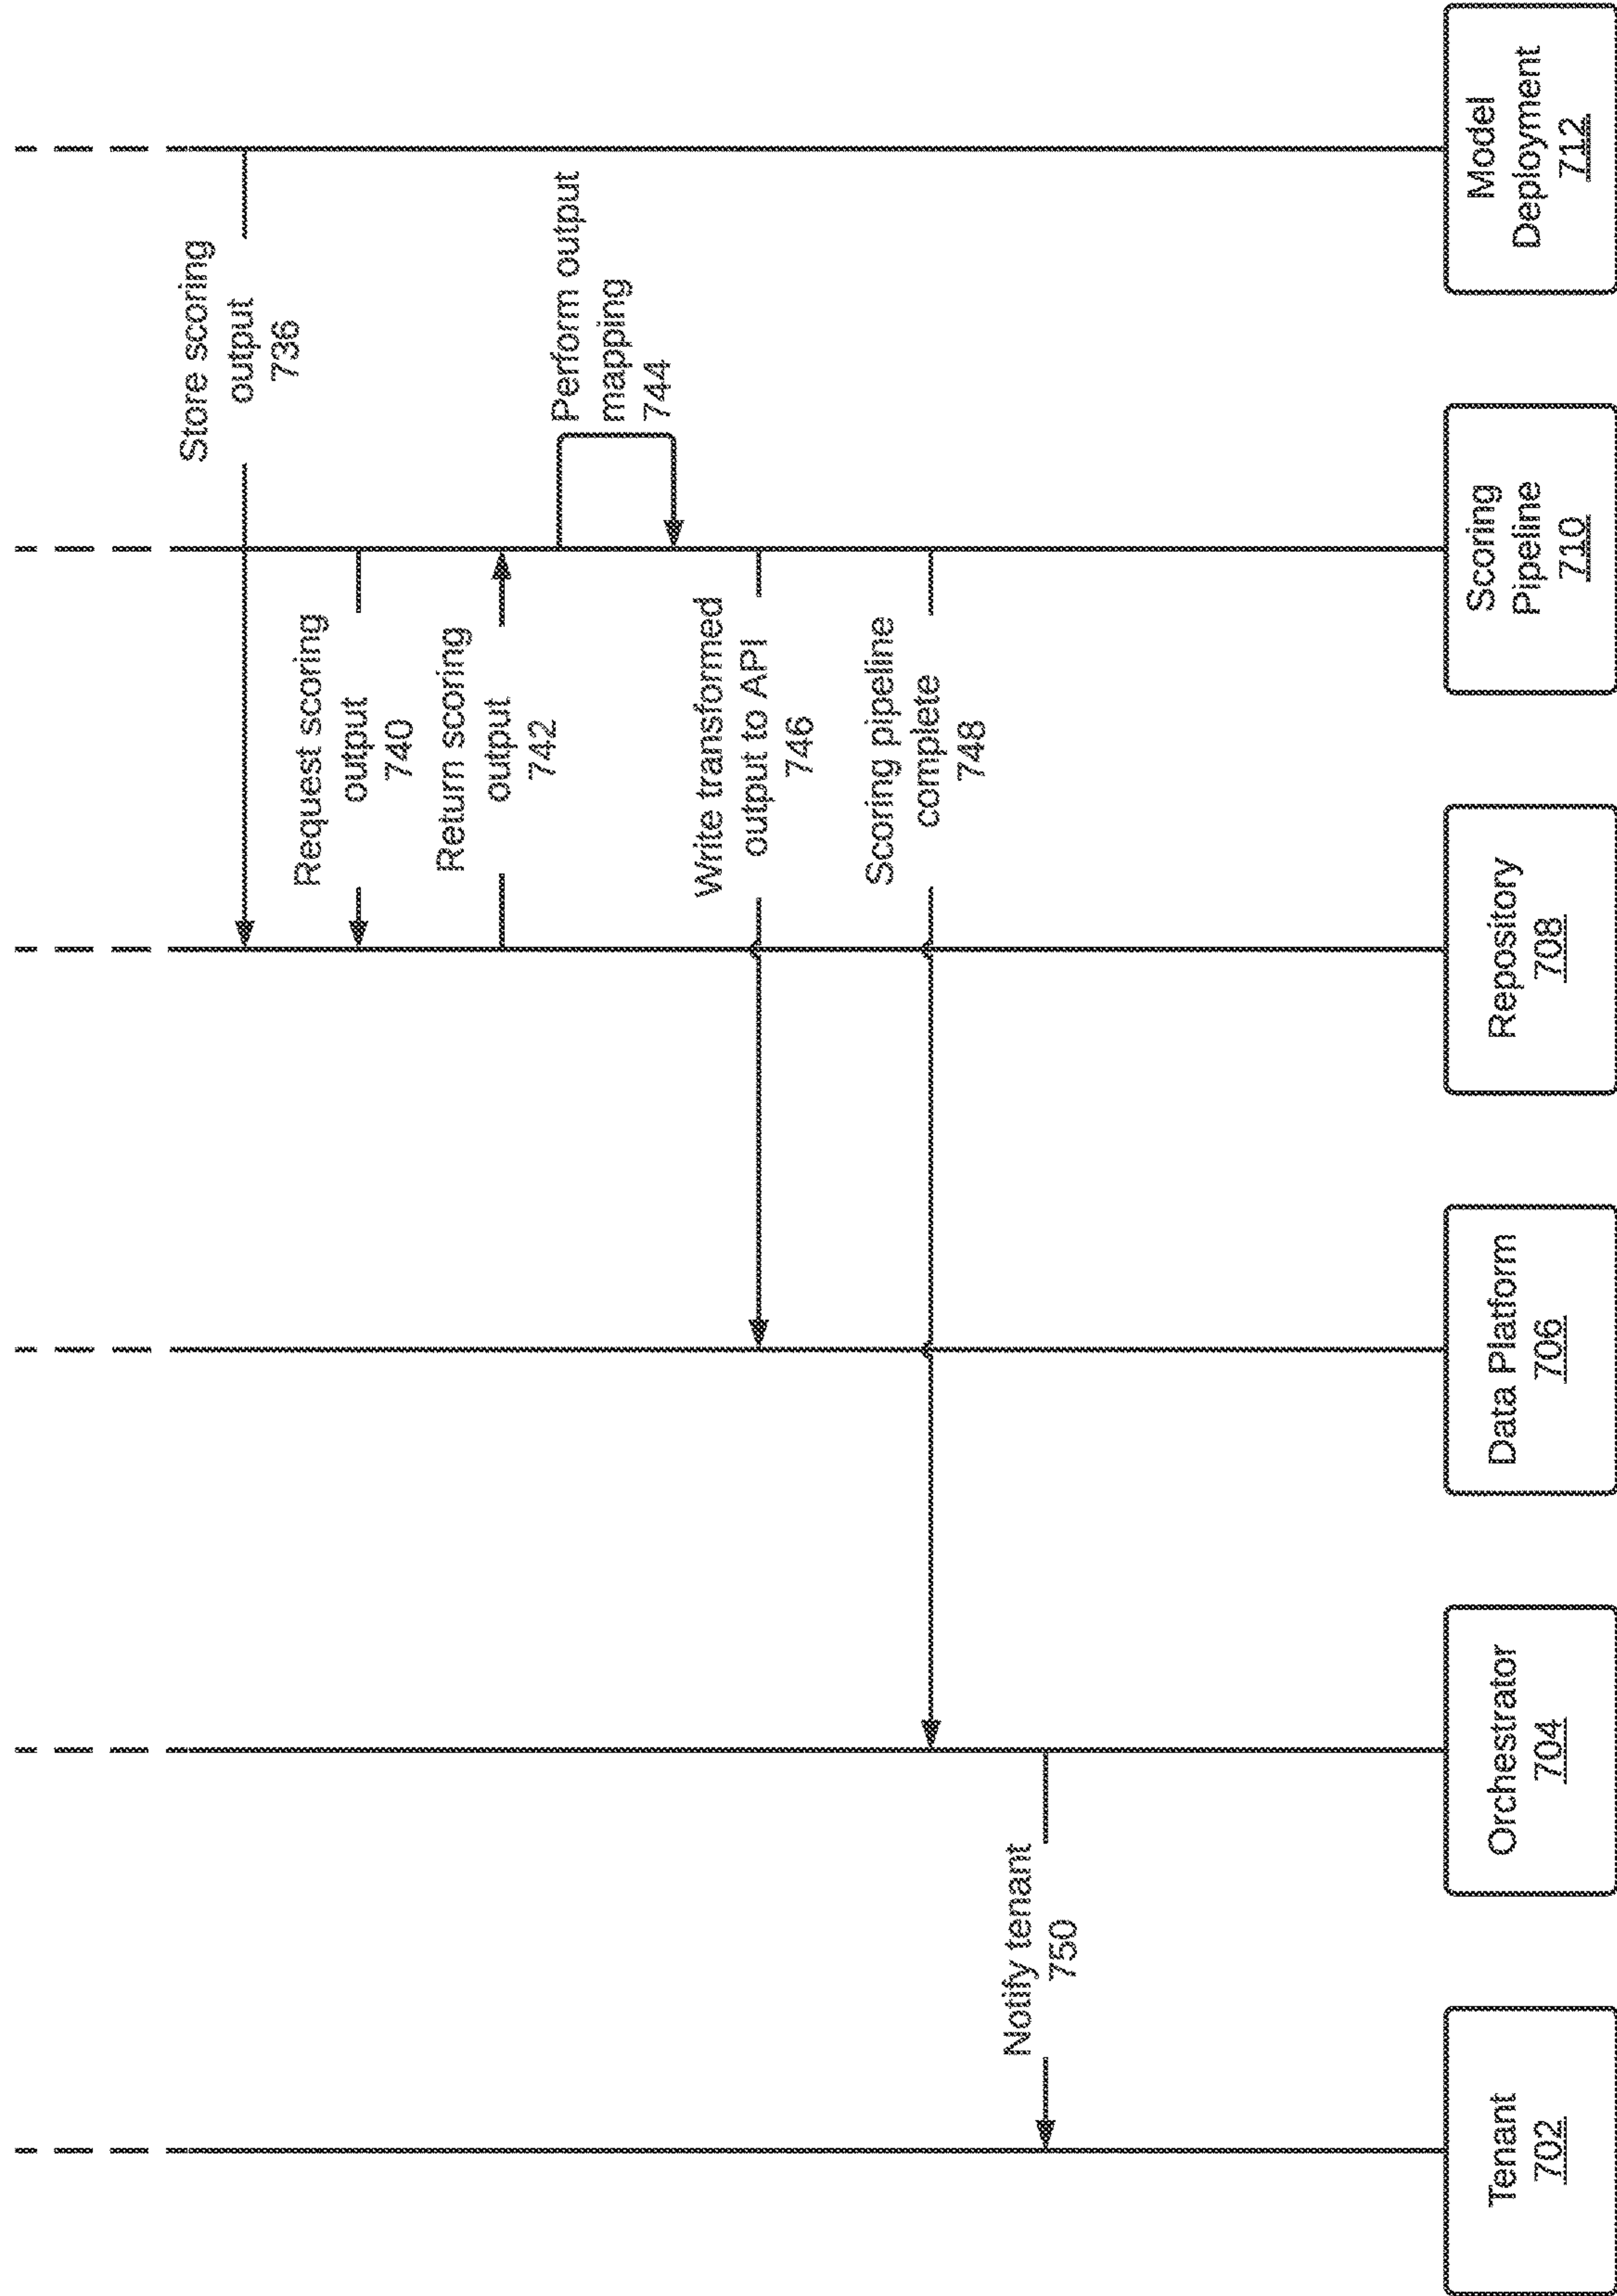 Store scoring
output
736
Request scoring
output
740
Return scoring
output
742
Perform output
mapping
744
Write transformed
output to API
746
Scoring pipeline
complete
748
Notify tenant
750
Tenant
702
Orchestrator
704
Data Platform
706
Repository
708
Scoring
Pipeline
710
Model
Deployment
712